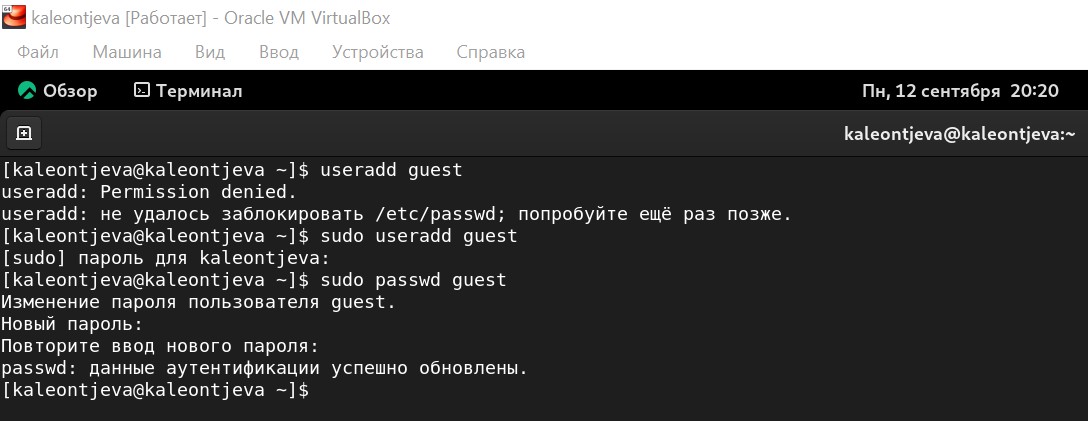 64
kaleontjeva [Работает] - Oracle VM VirtualBox
Файл Машина Вид Ввод Устройства Справка
Обзор Терминал Пн, 12 сентября 20:20
kaleontjeva@kaleontjeva:~
[kaleontjeva@kaleontjeva ~]$ useradd guest
useradd: Permission denied.
useradd: не удалось заблокировать /etc/passwd; попробуйте ещё раз позже.
[kaleontjeva@kaleontjeva ~]$ sudo useradd guest
[sudo] пароль для kaleontjeva:
[kaleontjeva@kaleontjeva ~]$ sudo passwd guest
Изменение пароля пользователя guest.
Новый пароль:
Повторите ввод нового пароля:
passwd: данные аутентификации успешно обновлены.
[kaleontjeva@kaleontjeva ~]$